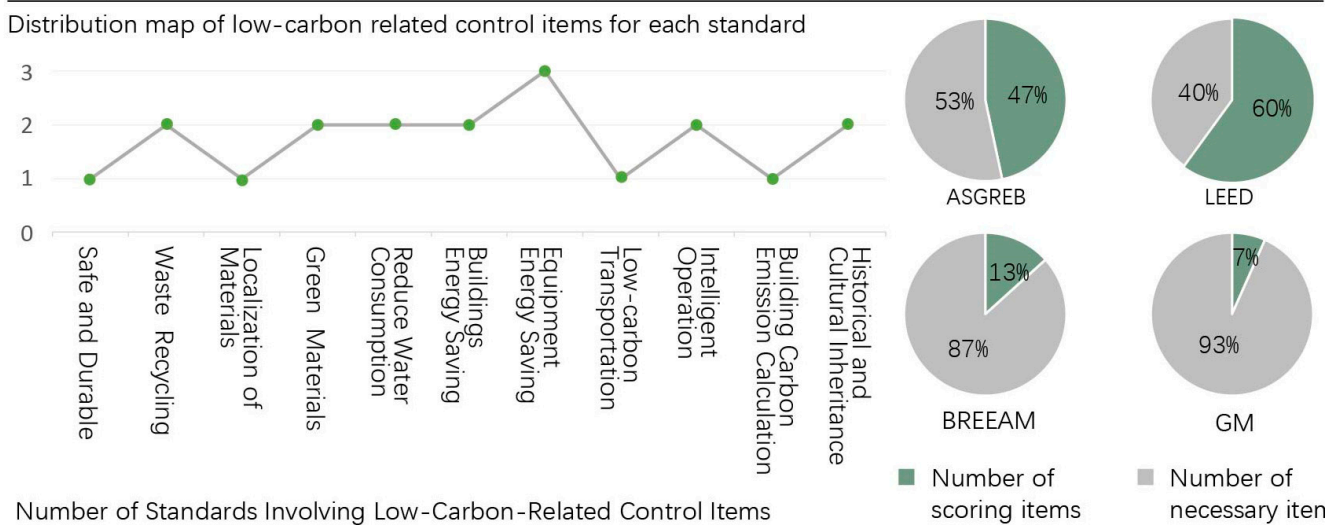 Distribution map of low-carbon related control items for each standard
3
2
1
0
Safe and Durable
Waste Recycling
Localization of
Materials
Green Materials
Reduce Water
Consumption
Buildings
Energy Saving
Equipment
Energy Saving
Low-carbon
Transportation
Intelligent
Operation
Building Carbon
Emission Calculation
Historical and
Cultural Inheritance
Number of Standards Involving Low-Carbon-Related Control Items
53%
47%
ASGREB
40%
60%
LEED
13%
87%
BREEAM
7%
93%
GM
Number of
scoring items
Number of
necessary item